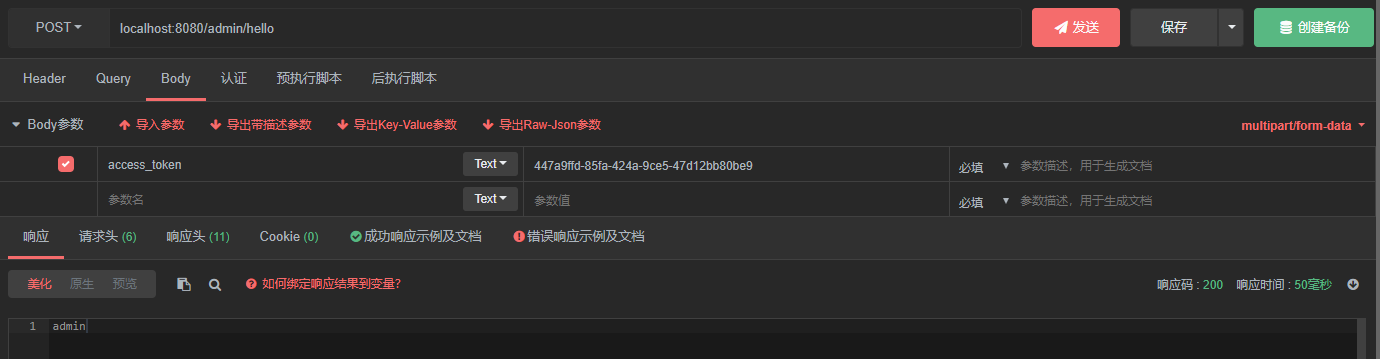 POST localhost:8080/admin/hello 发送 保存 创建备份
Header Query Body 认证 预执行脚本 后执行脚本
Body参数 导入参数 导出带描述参数 导出Key-Value参数 导出Raw-Json参数 multipart/form-data
access_token Text 447a9ffd-85fa-424a-9ce5-47d12bb80be9 必填 参数描述，用于生成文档
参数名 Text 参数值 必填 参数描述，用于生成文档
响应 请求头 (6) 响应头 (11) Cookie (0) 成功响应示例及文档 错误响应示例及文档
美化 原生 预览 如何绑定响应结果到变量? 响应码 : 200 响应时间 : 50毫秒
1 admin